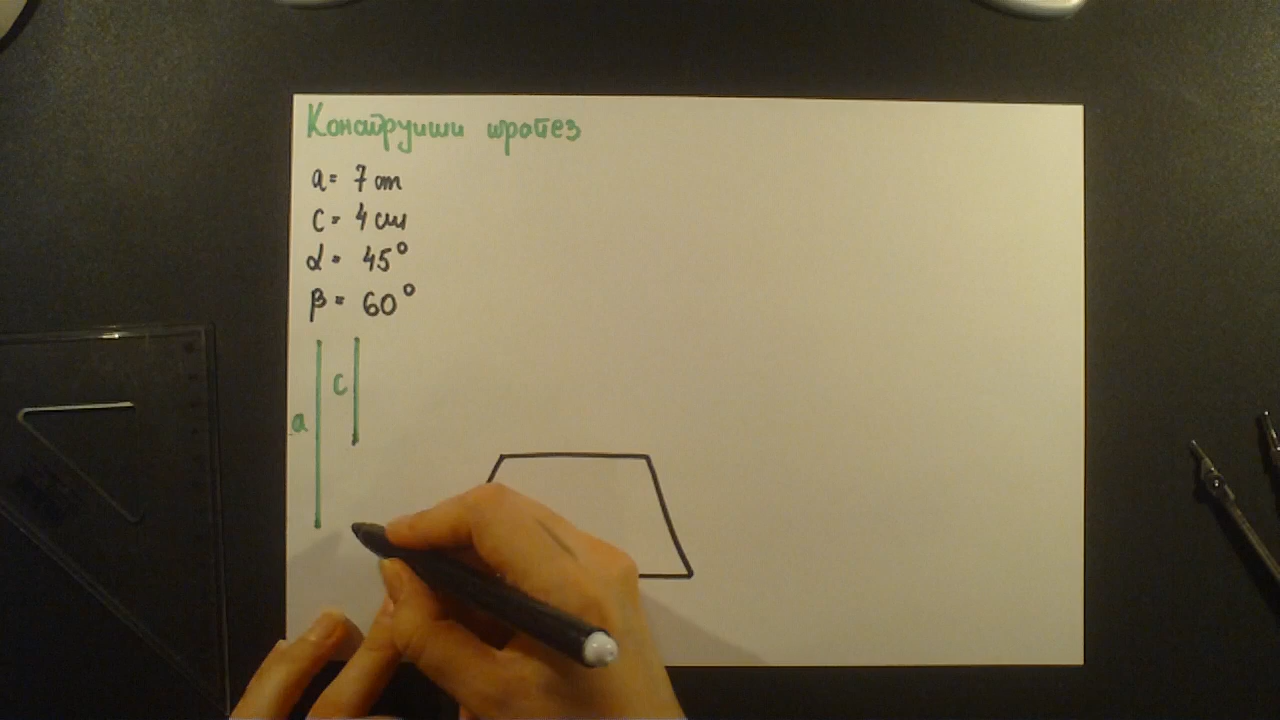 Конструиши трапез
a = 7 cm
c = 4 cm
α = 45°
β = 60°
c
a